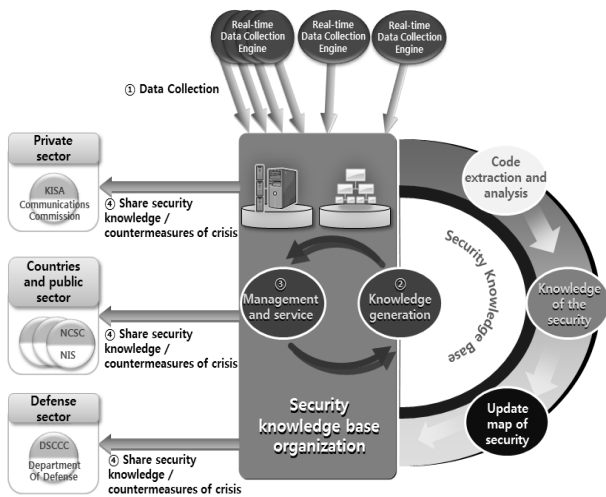 Real-time
Data Collection
Engine
Real-time
Data Collection
Engine
Real-time
Data Collection
Engine
① Data Collection
Private
sector
KISA
Communications
Commission
④ Share security
knowledge /
countermeasures of crisis
Countries
and public
sector
NCSC
NIS
④ Share security
knowledge /
countermeasures of crisis
Defense
sector
DSCCC
Department
Of Defense
④ Share security
knowledge /
countermeasures of crisis
③
Management
and service
②
Knowledge
generation
Security
knowledge base
organization
Security Knowledge Base
Code
extraction and
analysis
Knowledge
of the
security
Update
map of
security